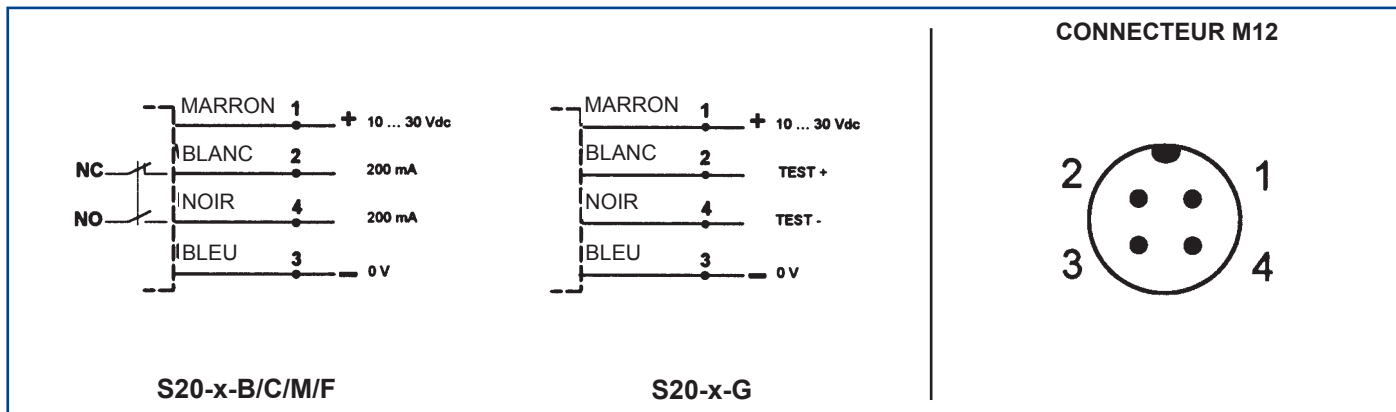 CONNECTEUR M12
MARRON 1 + 10 ... 30 Vdc
NC BLANC 2 200 mA
NO NOIR 4 200 mA
BLEU 3 − 0 V
S20-x-B/C/M/F
MARRON 1 + 10 ... 30 Vdc
BLANC 2 TEST +
NOIR 4 TEST -
BLEU 3 − 0 V
S20-x-G
2 1
3 4